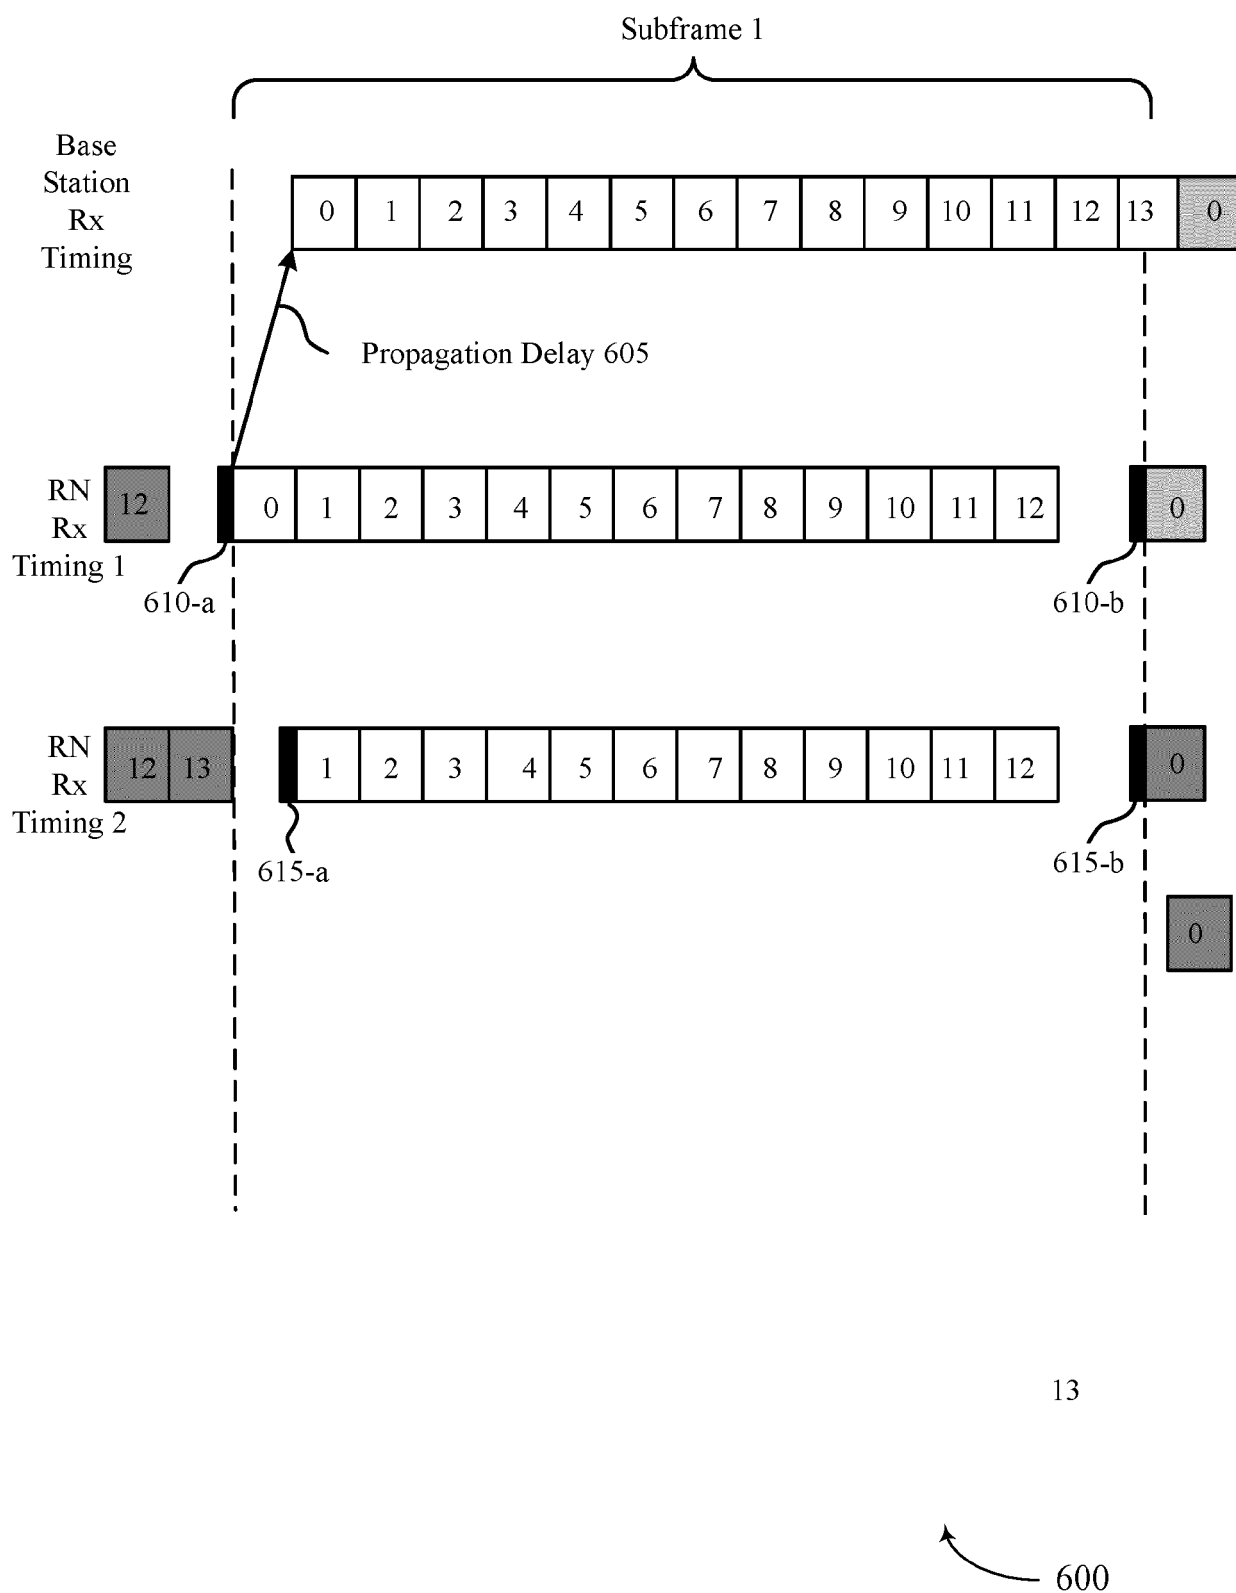 Subframe 1
Base
Station
Rx
Timing
0 1 2 3 4 5 6 7 8 9 10 11 12 13 0
Propagation Delay 605
RN
Rx
Timing 1
12 0 1 2 3 4 5 6 7 8 9 10 11 12 0
610-a 610-b
RN
Rx
Timing 2
12 13 1 2 3 4 5 6 7 8 9 10 11 12 0
615-a 615-b
0
13
600